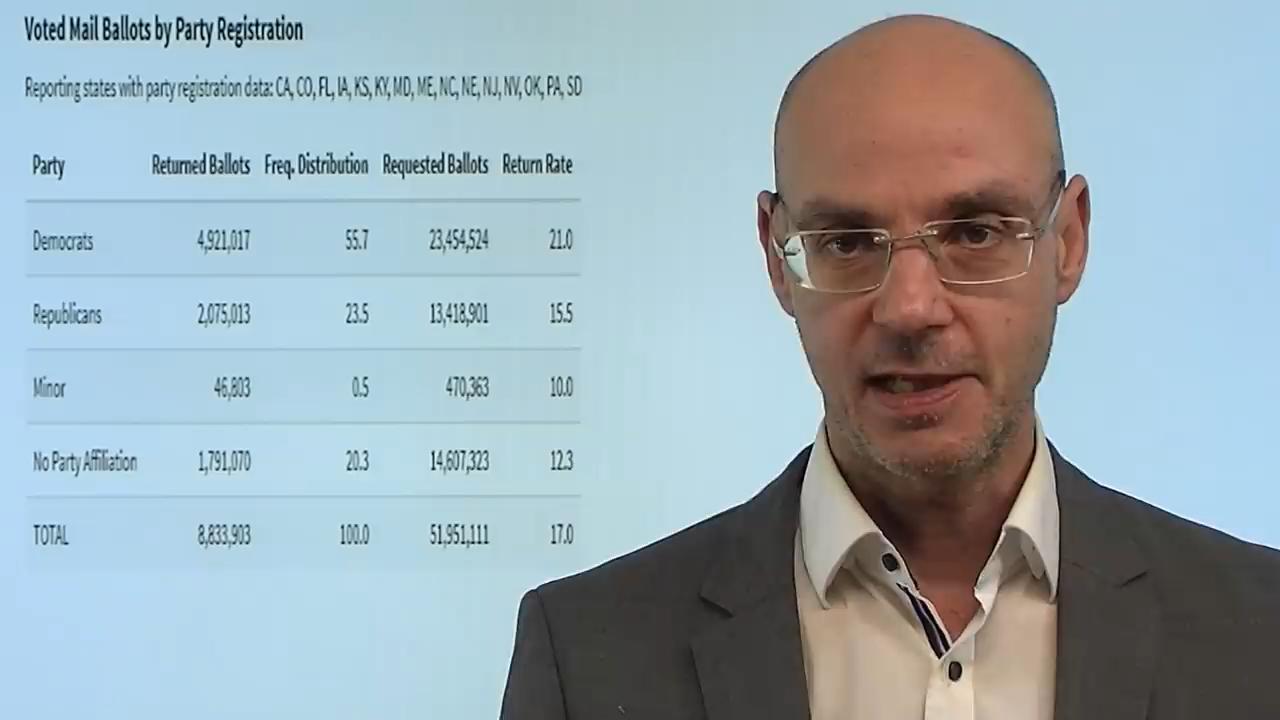 Voted Mail Ballots by Party Registration
Reporting states with party registration data: CA, CO, FL, IA, KS, KY, MD, ME, NC, NE, NJ, NV, OK, PA, SD
Party Returned Ballots Freq. Distribution Requested Ballots Return Rate
Democrats 4,921,017 55.7 23,454,524 21.0
Republicans 2,075,013 23.5 13,418,901 15.5
Minor 46,803 0.5 470,363 10.0
No Party Affiliation 1,791,070 20.3 14,607,323 12.3
TOTAL 8,833,903 100.0 51,951,111 17.0